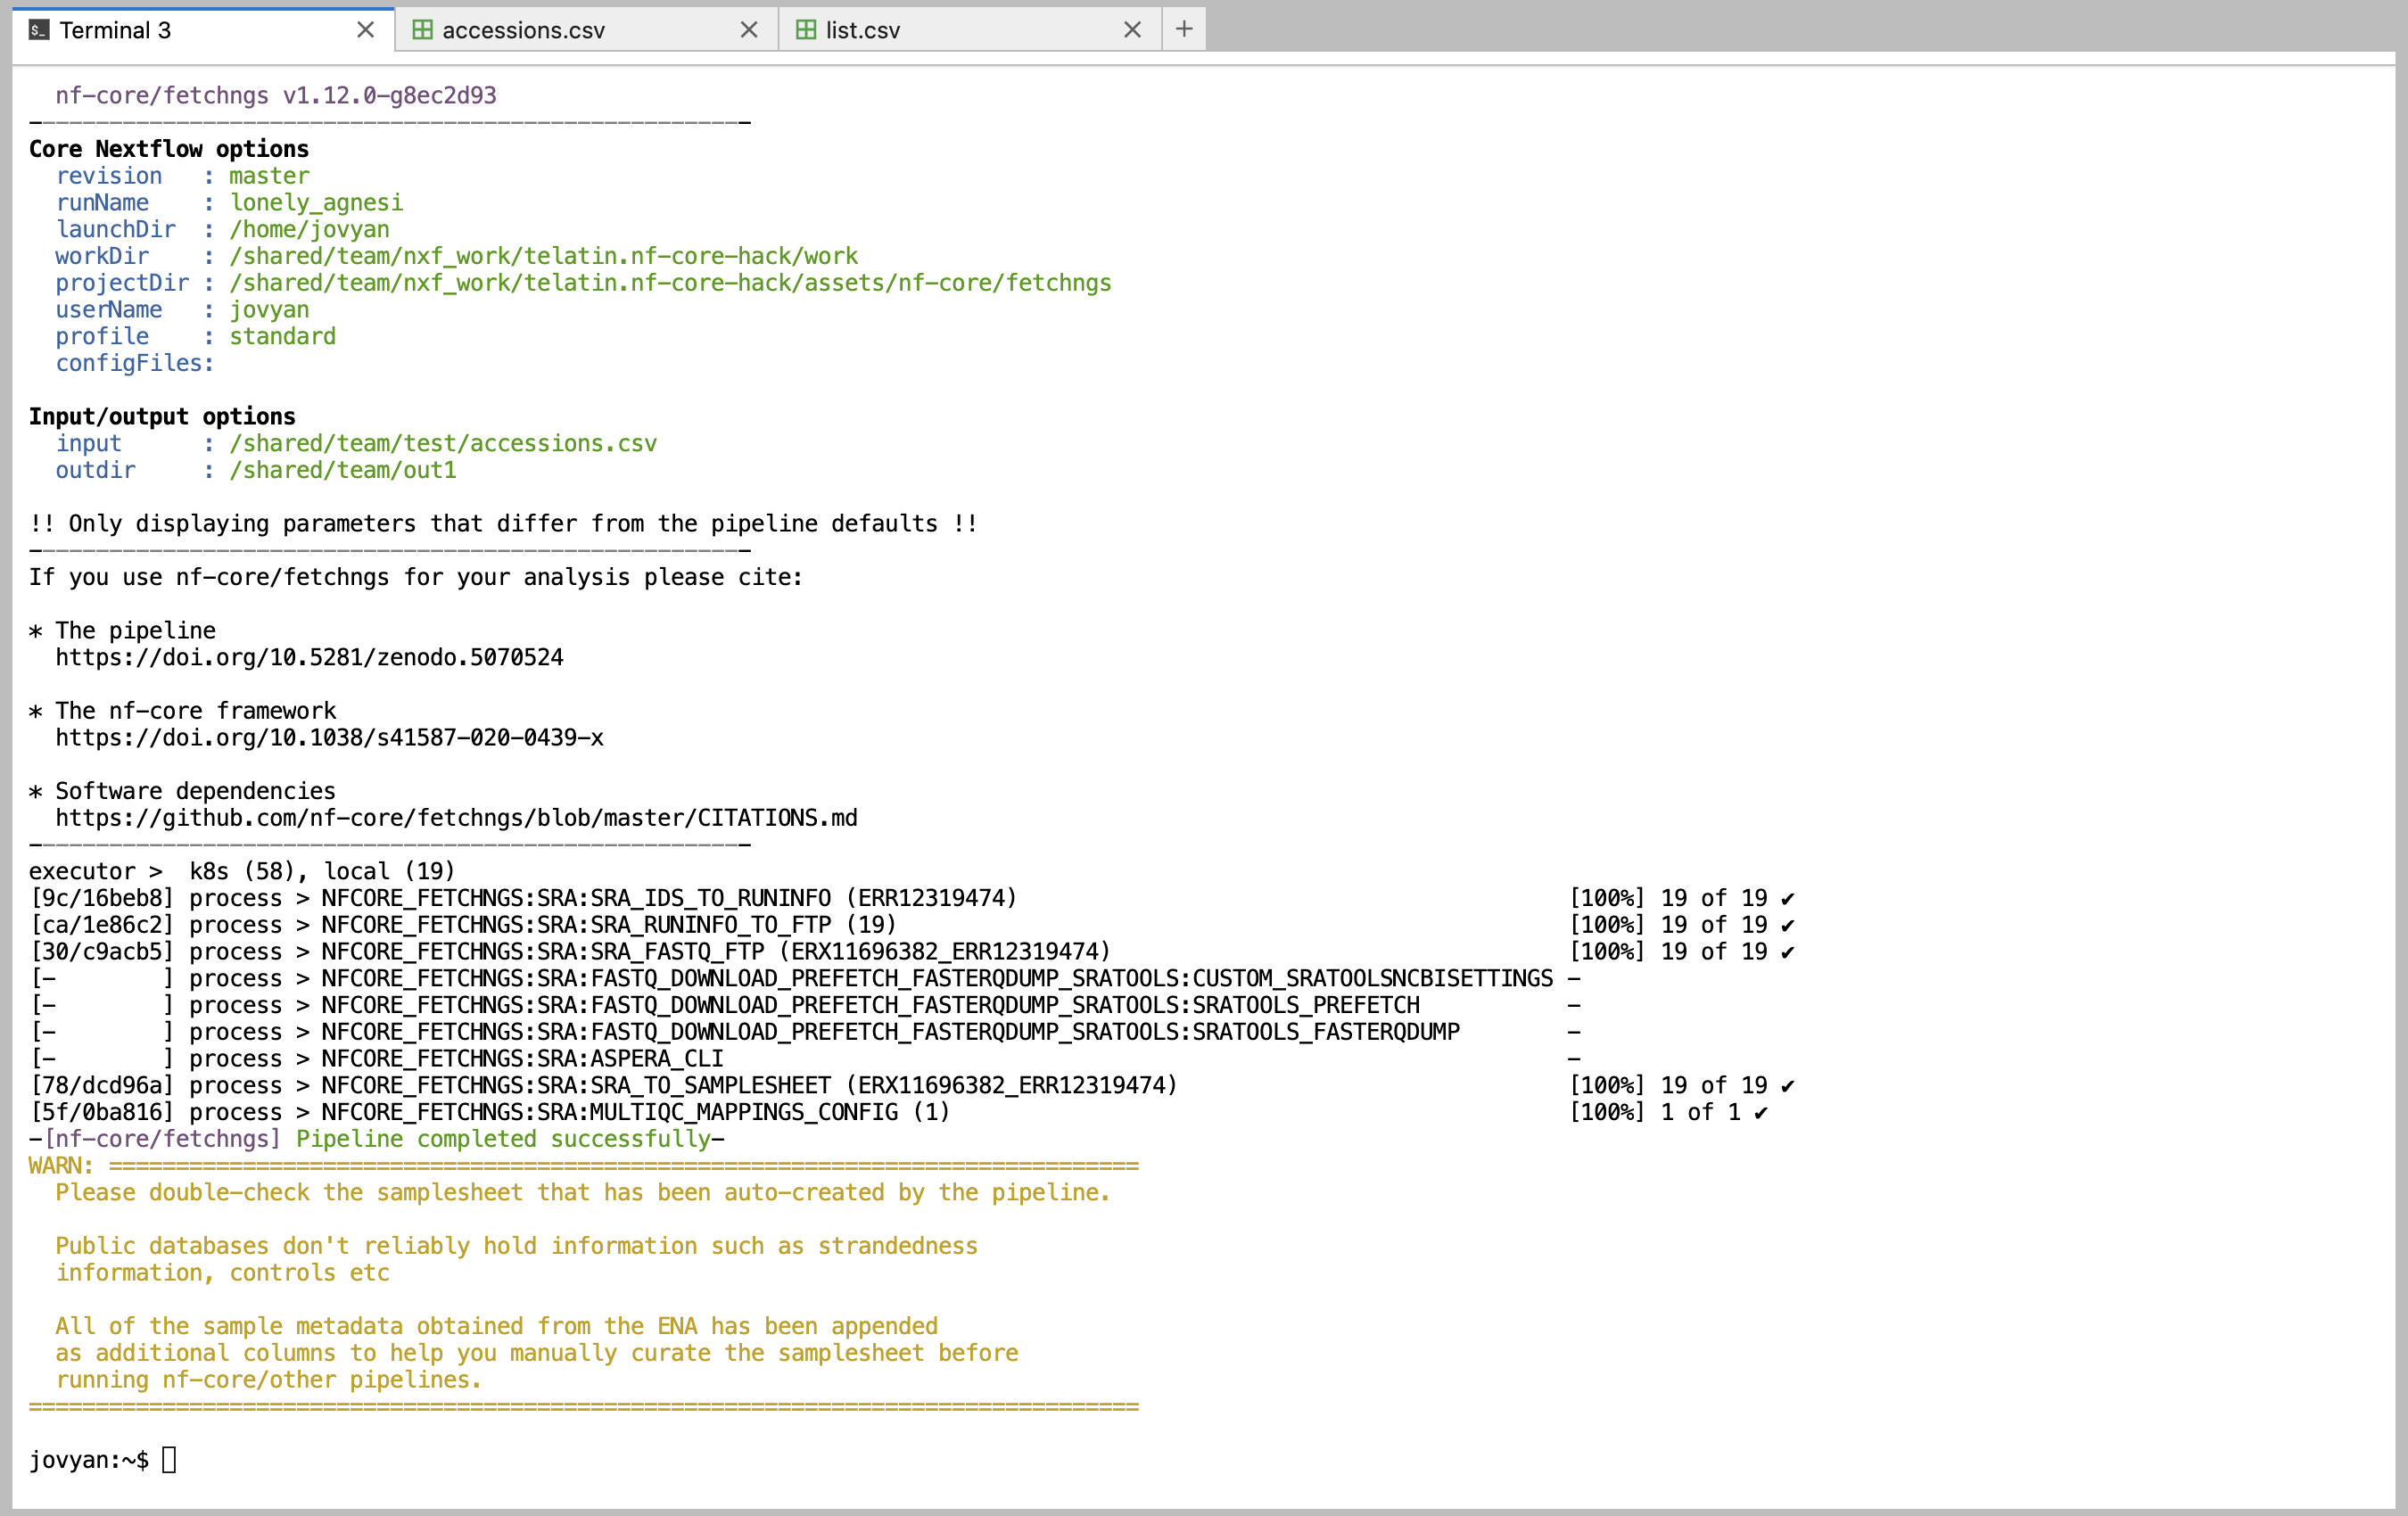 Terminal 3
accessions.csv
list.csv
nf-core/fetchngs v1.12.0-g8ec2d93
------------------------------------------------------
Core Nextflow options
revision   : master
runName    : lonely_agnesi
launchDir  : /home/jovyan
workDir    : /shared/team/nxf_work/telatin.nf-core-hack/work
projectDir : /shared/team/nxf_work/telatin.nf-core-hack/assets/nf-core/fetchngs
userName   : jovyan
profile    : standard
configFiles:
Input/output options
input      : /shared/team/test/accessions.csv
outdir     : /shared/team/out1
!! Only displaying parameters that differ from the pipeline defaults !!
------------------------------------------------------
If you use nf-core/fetchngs for your analysis please cite:
* The pipeline
https://doi.org/10.5281/zenodo.5070524
* The nf-core framework
https://doi.org/10.1038/s41587-020-0439-x
* Software dependencies
https://github.com/nf-core/fetchngs/blob/master/CITATIONS.md
------------------------------------------------------
executor >  k8s (58), local (19)
[9c/16beb8] process > NFCORE_FETCHNGS:SRA:SRA_IDS_TO_RUNINFO (ERR12319474) [100%] 19 of 19 ✔
[ca/1e86c2] process > NFCORE_FETCHNGS:SRA:SRA_RUNINFO_TO_FTP (19) [100%] 19 of 19 ✔
[30/c9acb5] process > NFCORE_FETCHNGS:SRA:SRA_FASTQ_FTP (ERX11696382_ERR12319474) [100%] 19 of 19 ✔
[-        ] process > NFCORE_FETCHNGS:SRA:FASTQ_DOWNLOAD_PREFETCH_FASTERQDUMP_SRATOOLS:CUSTOM_SRATOOLSNCBISETTINGS -
[-        ] process > NFCORE_FETCHNGS:SRA:FASTQ_DOWNLOAD_PREFETCH_FASTERQDUMP_SRATOOLS:SRATOOLS_PREFETCH -
[-        ] process > NFCORE_FETCHNGS:SRA:FASTQ_DOWNLOAD_PREFETCH_FASTERQDUMP_SRATOOLS:SRATOOLS_FASTERQDUMP -
[-        ] process > NFCORE_FETCHNGS:SRA:ASPERA_CLI -
[78/dcd96a] process > NFCORE_FETCHNGS:SRA:SRA_TO_SAMPLESHEET (ERX11696382_ERR12319474) [100%] 19 of 19 ✔
[5f/0ba816] process > NFCORE_FETCHNGS:SRA:MULTIQC_MAPPINGS_CONFIG (1) [100%] 1 of 1 ✔
-[nf-core/fetchngs] Pipeline completed successfully-
WARN: =============================================================================
Please double-check the samplesheet that has been auto-created by the pipeline.
Public databases don't reliably hold information such as strandedness
information, controls etc
All of the sample metadata obtained from the ENA has been appended
as additional columns to help you manually curate the samplesheet before
running nf-core/other pipelines.
===================================================================================
jovyan:~$